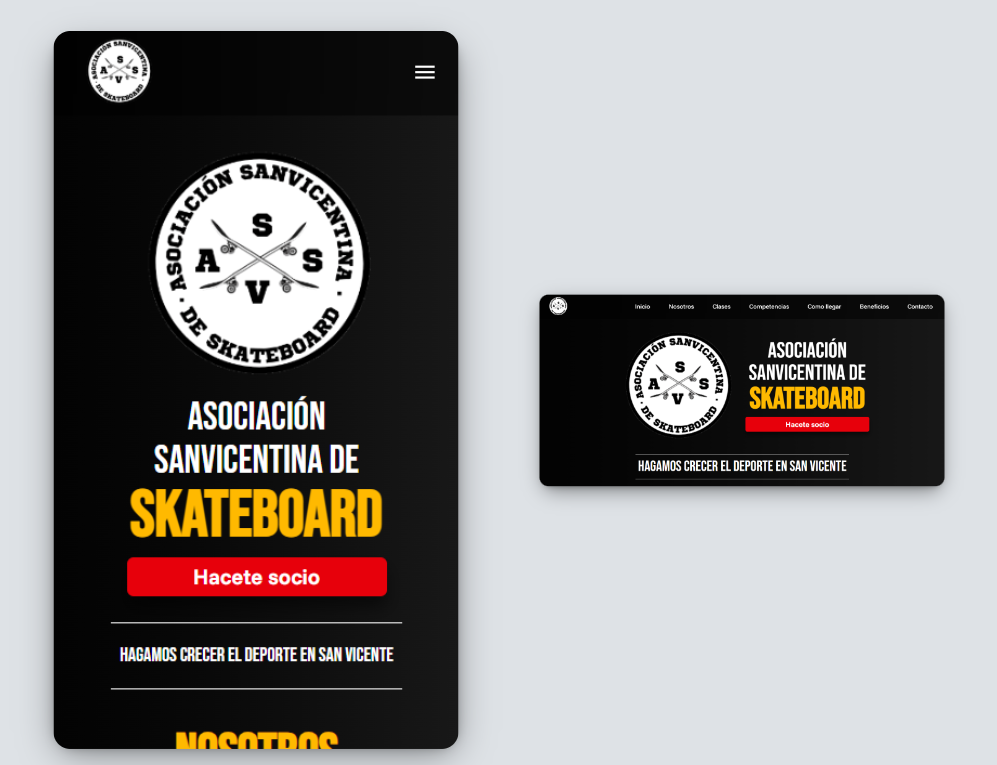 ASOCIACIÓN SANVICENTINA
S
A S
V
· DE SKATEBOARD ·
ASOCIACIÓN SANVICENTINA
S
A S
V
· DE SKATEBOARD ·
ASOCIACIÓN
SANVICENTINA DE
SKATEBOARD
Hacete socio
HAGAMOS CRECER EL DEPORTE EN SAN VICENTE
NOSOTROS
Inicio Nosotros Clases Competencias Como llegar Beneficios Contacto
ASOCIACIÓN SANVICENTINA
S
A S
V
· DE SKATEBOARD ·
ASOCIACIÓN
SANVICENTINA DE
SKATEBOARD
Hacete socio
HAGAMOS CRECER EL DEPORTE EN SAN VICENTE